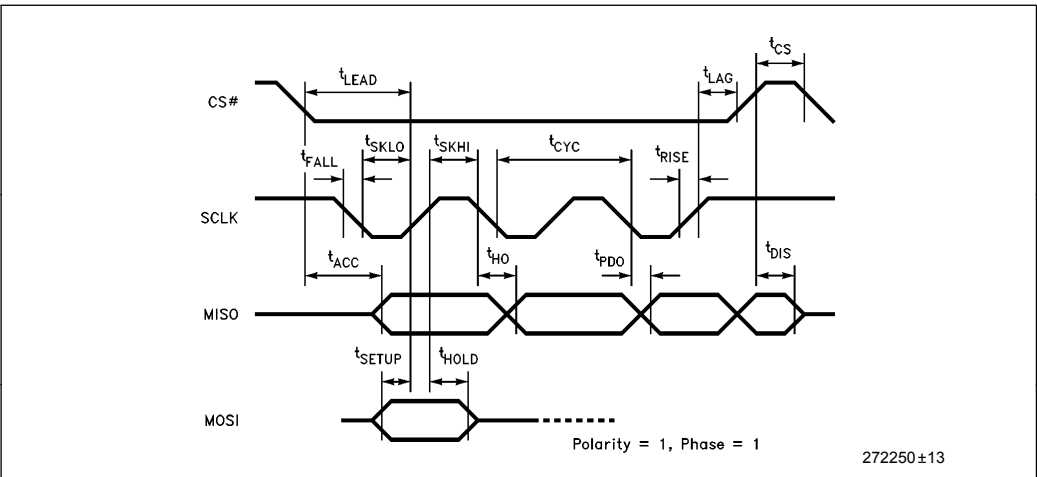 tCS
tLEAD
tLAG
CS#
tSKLO
tSKHI
tCYC
tRISE
tFALL
SCLK
tACC
tHO
tPDO
tDIS
MISO
tSETUP
tHOLD
MOSI
Polarity = 1, Phase = 1
272250±13